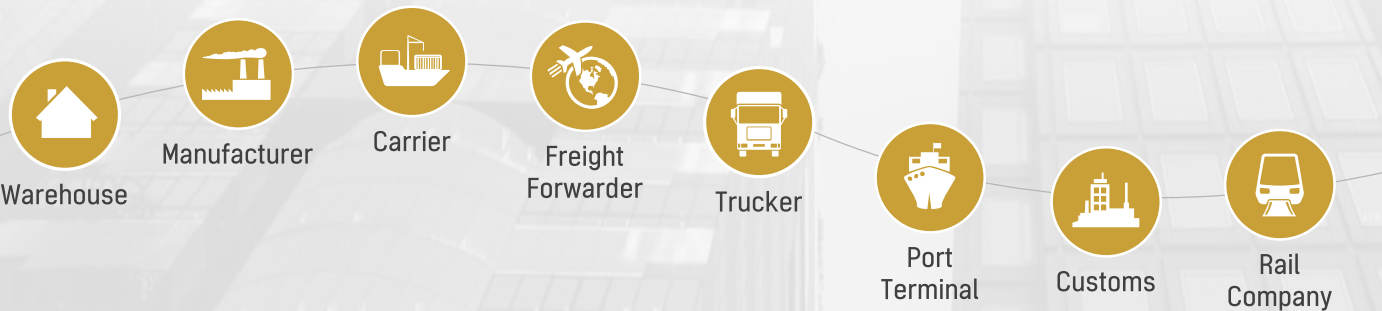 Warehouse
Manufacturer
Carrier
Freight
Forwarder
Trucker
Port
Terminal
Customs
Rail
Company